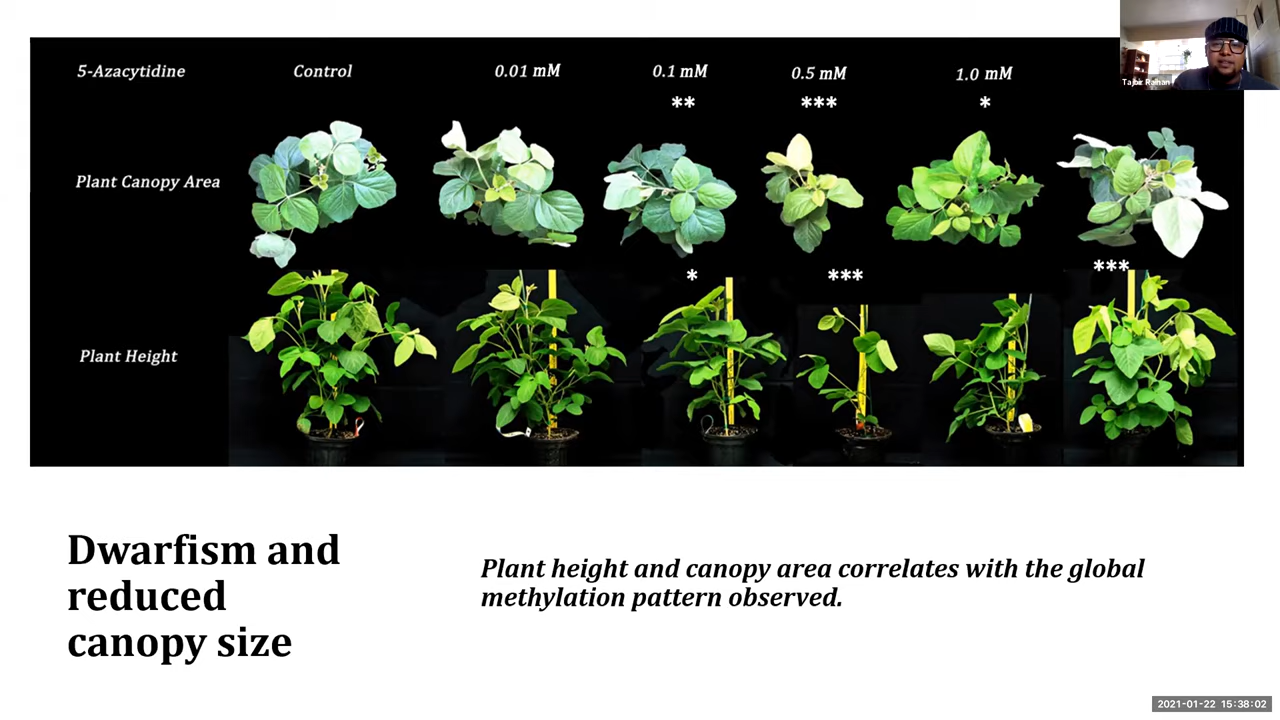 5-Azacytidine Control 0.01 mM 0.1 mM 0.5 mM 1.0 mM
** *** *
Plant Canopy Area
* *** ***
Plant Height
Dwarfism and
reduced
canopy size
Plant height and canopy area correlates with the global
methylation pattern observed.
Tajbir Raihan
2021-01-22 15:38:02